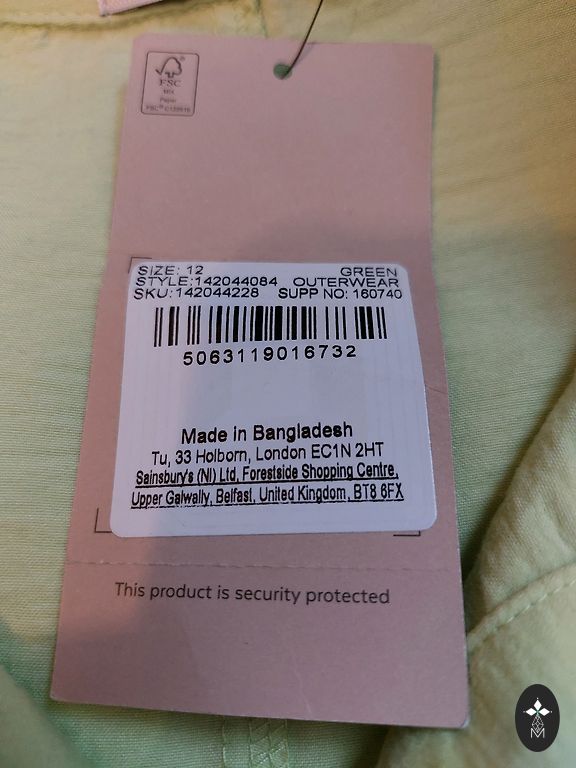 FSC
MIX
Paper
SIZE: 12 GREEN
STYLE:142044084 OUTERWEAR
SKU:142044228 SUPP NO: 160740
5063119016732
Made in Bangladesh
Tu, 33 Holborn, London EC1N 2HT
Sainsbury's (NI) Ltd, Forestside Shopping Centre,
Upper Galwally, Belfast, United Kingdom, BT8 6FX
This product is security protected